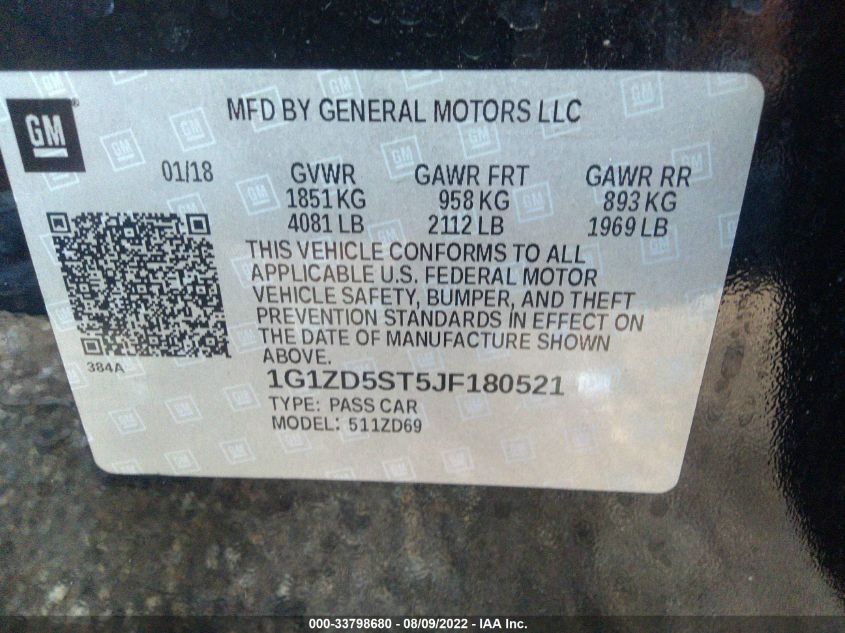 GM
MFD BY GENERAL MOTORS LLC
01/18 GVWR GAWR FRT GAWR RR
1851 KG 958 KG 893 KG
4081 LB 2112 LB 1969 LB
THIS VEHICLE CONFORMS TO ALL
APPLICABLE U.S. FEDERAL MOTOR
VEHICLE SAFETY, BUMPER, AND THEFT
PREVENTION STANDARDS IN EFFECT ON
THE DATE OF MANUFACTURE SHOWN
ABOVE.
384A
1G1ZD5ST5JF180521
TYPE: PASS CAR
MODEL: 511ZD69
000-33798680 - 08/09/2022 - IAA Inc.